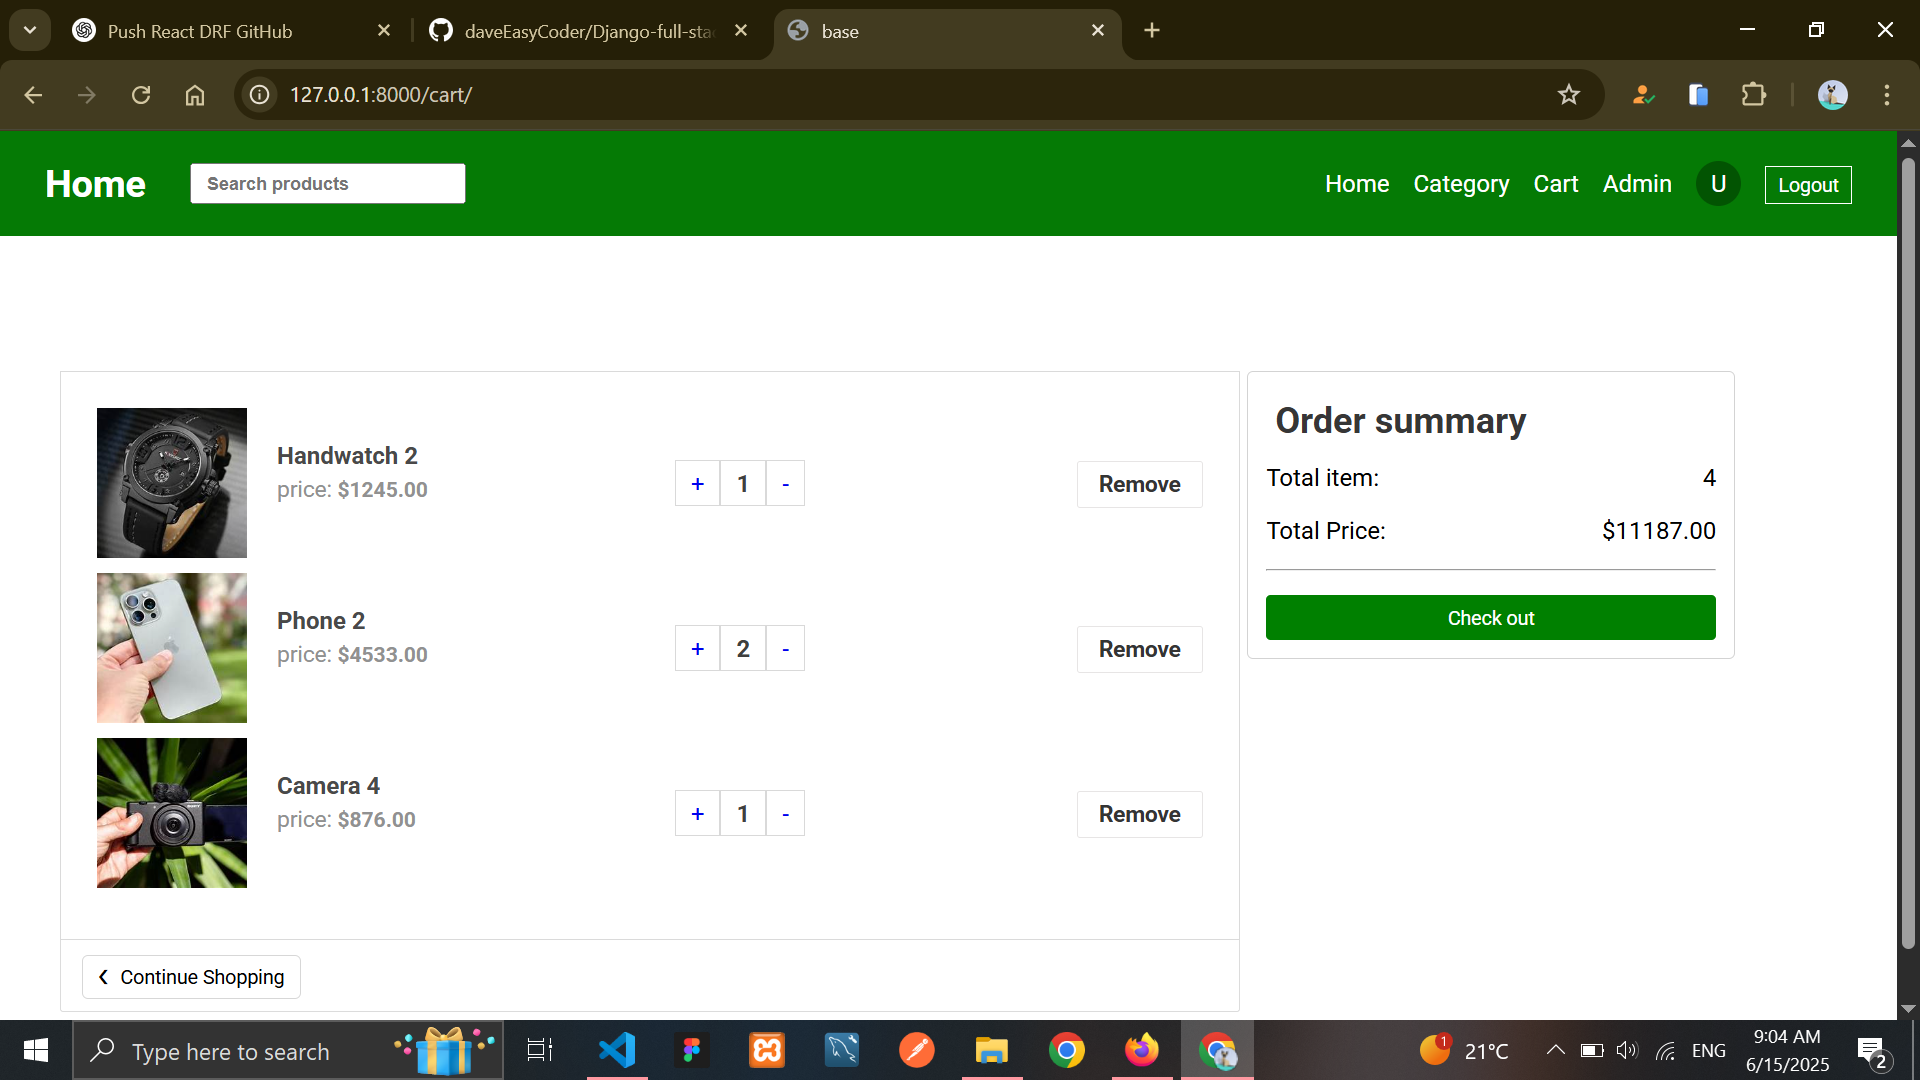 Push React DRF GitHub
daveEasyCoder/Django-full-sta
base
127.0.0.1:8000/cart/
Home
Search products
Home Category Cart Admin U Logout
Handwatch 2
price: $1245.00
+ 1 -
Remove
Phone 2
price: $4533.00
+ 2 -
Remove
Camera 4
price: $876.00
+ 1 -
Remove
Continue Shopping
Order summary
Total item: 4
Total Price: $11187.00
Check out
Type here to search
1
21°C
ENG
9:04 AM
6/15/2025
2